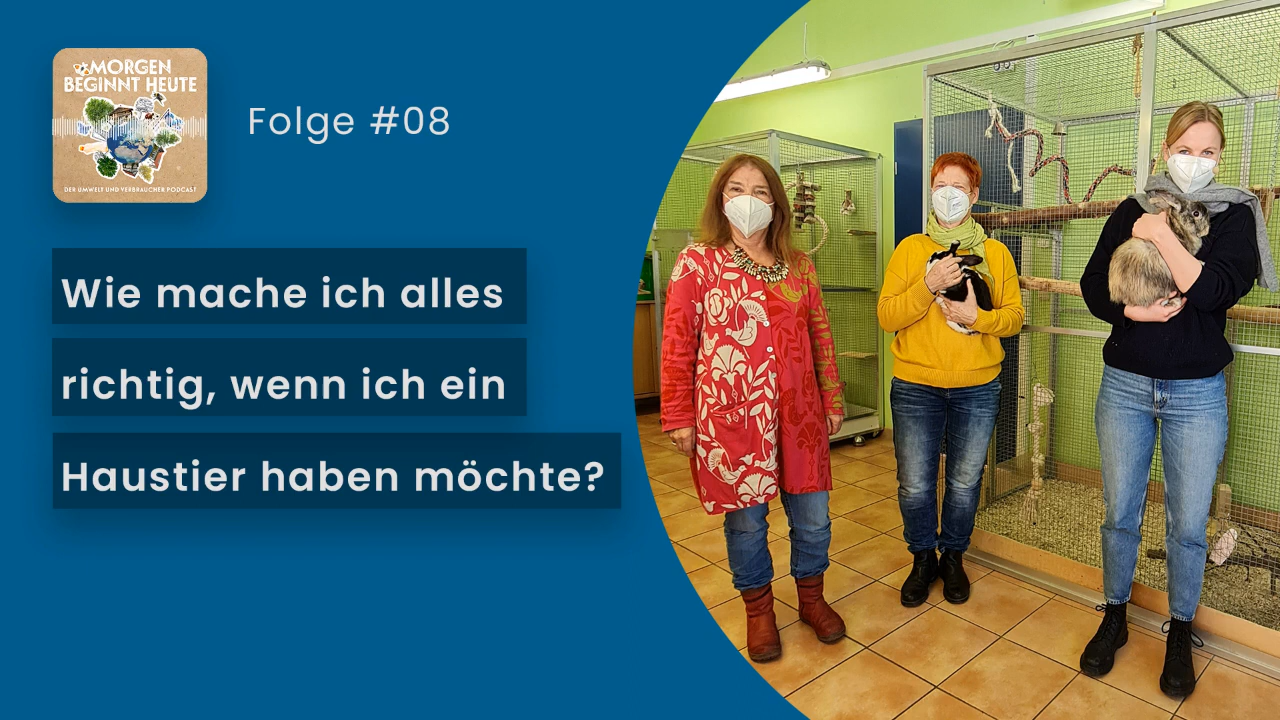 MORGEN
BEGINNT HEUTE
DER UMWELT UND VERBRAUCHER PODCAST
Folge #08
Wie mache ich alles
richtig, wenn ich ein
Haustier haben möchte?